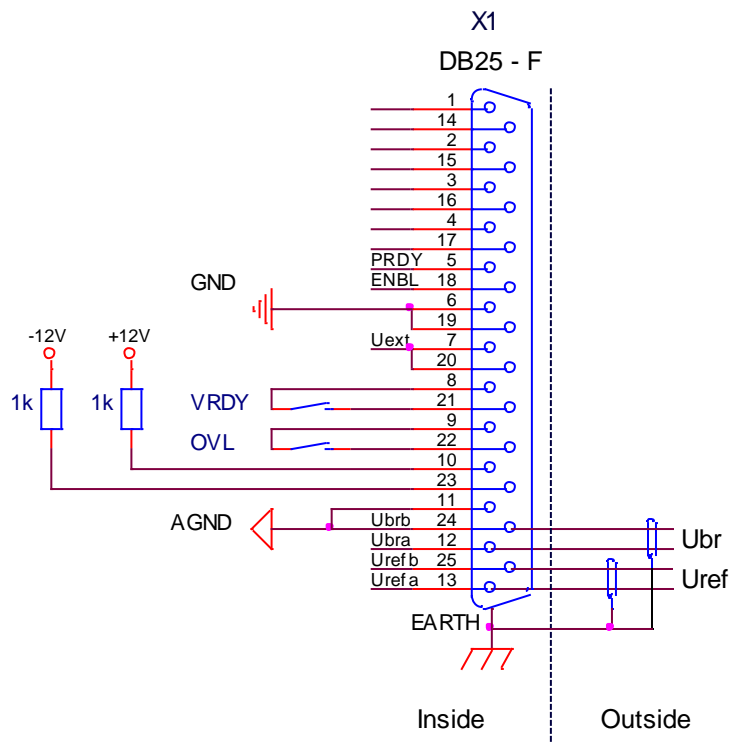 X1
DB25 - F
1
14
2
15
3
16
4
17
PRDY 5
ENBL 18
GND
6
19
Uext 7
-12V +12V
20
8
1k 1k VRDY 21
9
OVL 22
10
23
11
AGND Ubrb 24
Ubra 12
Ubr
Urefb 25
Urefa 13
Uref
EARTH
Inside Outside